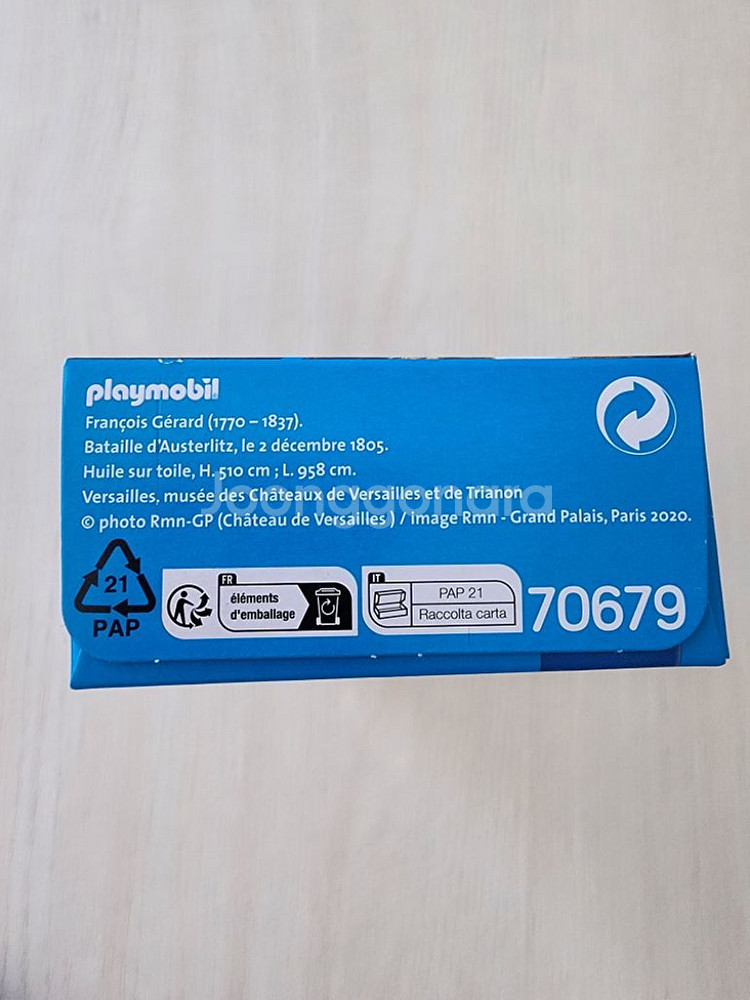 playmobil
François Gérard (1770 – 1837).
Bataille d'Austerlitz, le 2 décembre 1805.
Huile sur toile, H. 510 cm ; L. 958 cm.
Versailles, musée des Châteaux de Versailles et de Trianon
Joonggonara
© photo Rmn-GP (Château de Versailles ) / image Rmn - Grand Palais, Paris 2020.
21
PAP
FR
éléments
d'emballage
IT
PAP 21
Raccolta carta
70679